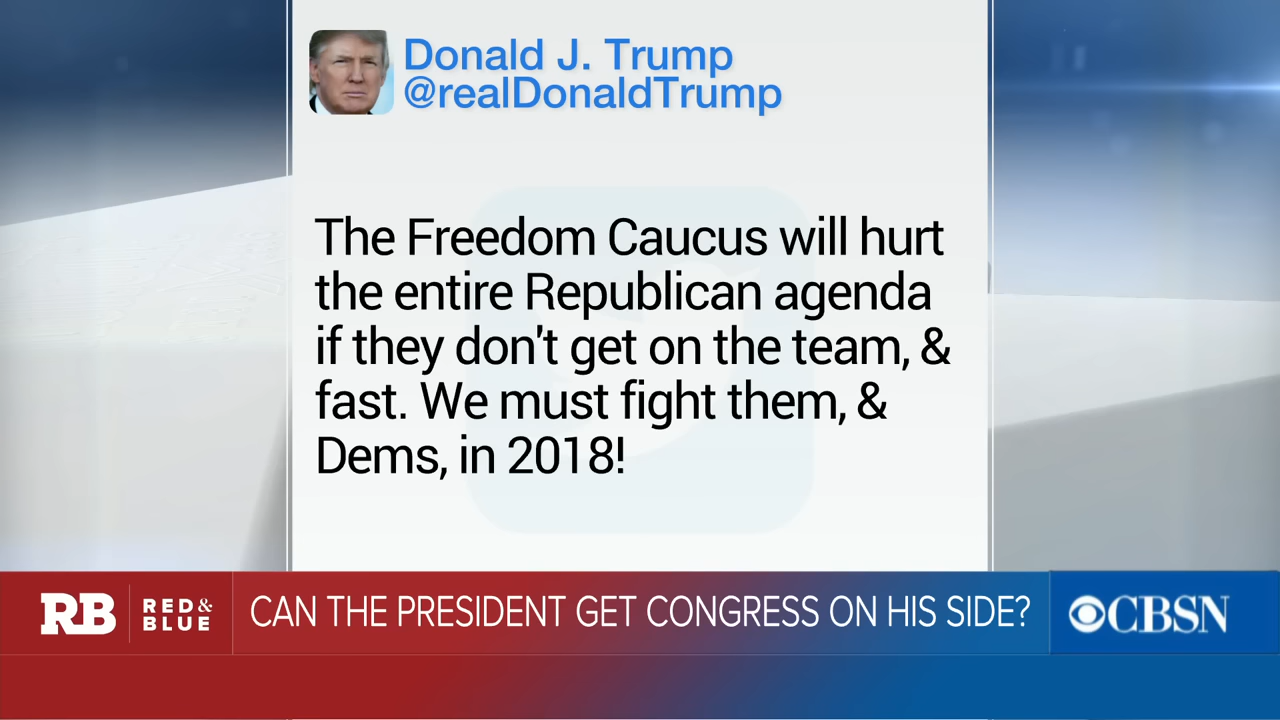 Donald J. Trump
@realDonaldTrump
The Freedom Caucus will hurt
the entire Republican agenda
if they don't get on the team, &
fast. We must fight them, &
Dems, in 2018!
RB
RED &
BLUE
CAN THE PRESIDENT GET CONGRESS ON HIS SIDE?
CBSN